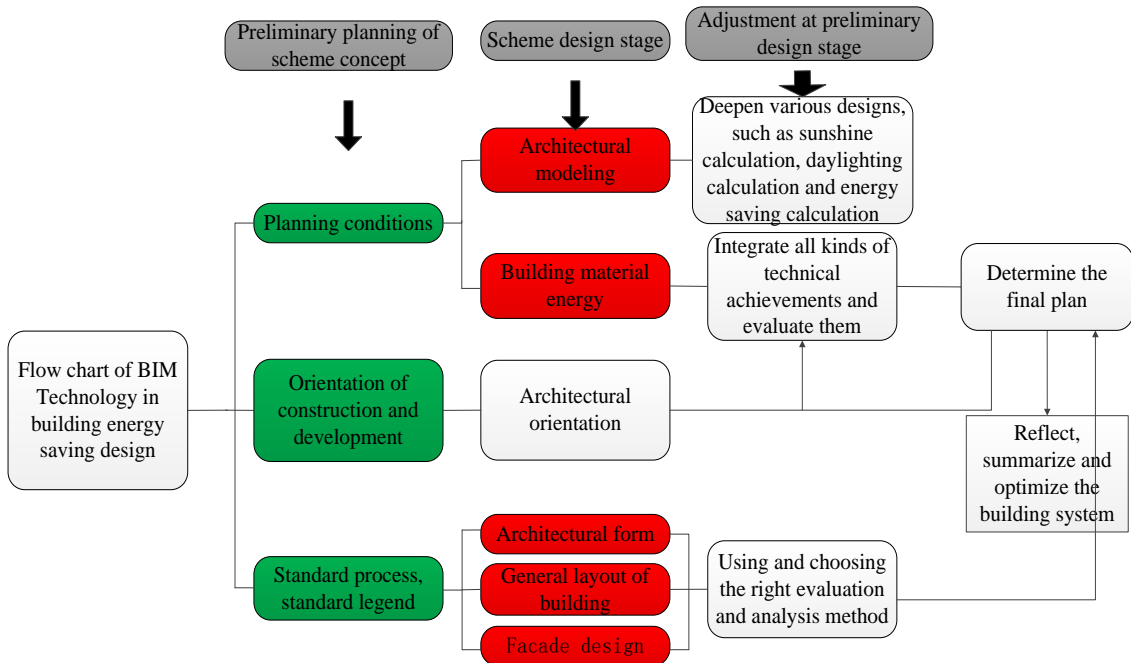 Preliminary planning of
scheme concept
Scheme design stage
Adjustment at preliminary
design stage
Deepen various designs,
such as sunshine
calculation, daylighting
calculation and energy
saving calculation
Architectural
modeling
Planning conditions
Building material
energy
Integrate all kinds of
technical
achievements and
evaluate them
Determine the
final plan
Flow chart of BIM
Technology in
building energy
saving design
Orientation of
construction and
development
Architectural
orientation
Reflect,
summarize and
optimize the
building system
Standard process,
standard legend
Architectural form
General layout of
building
Facade design
Using and choosing
the right evaluation
and analysis method